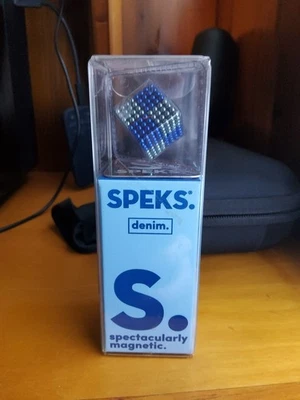 SPEKS:
denim.
S.
spectacularly
magnetic.